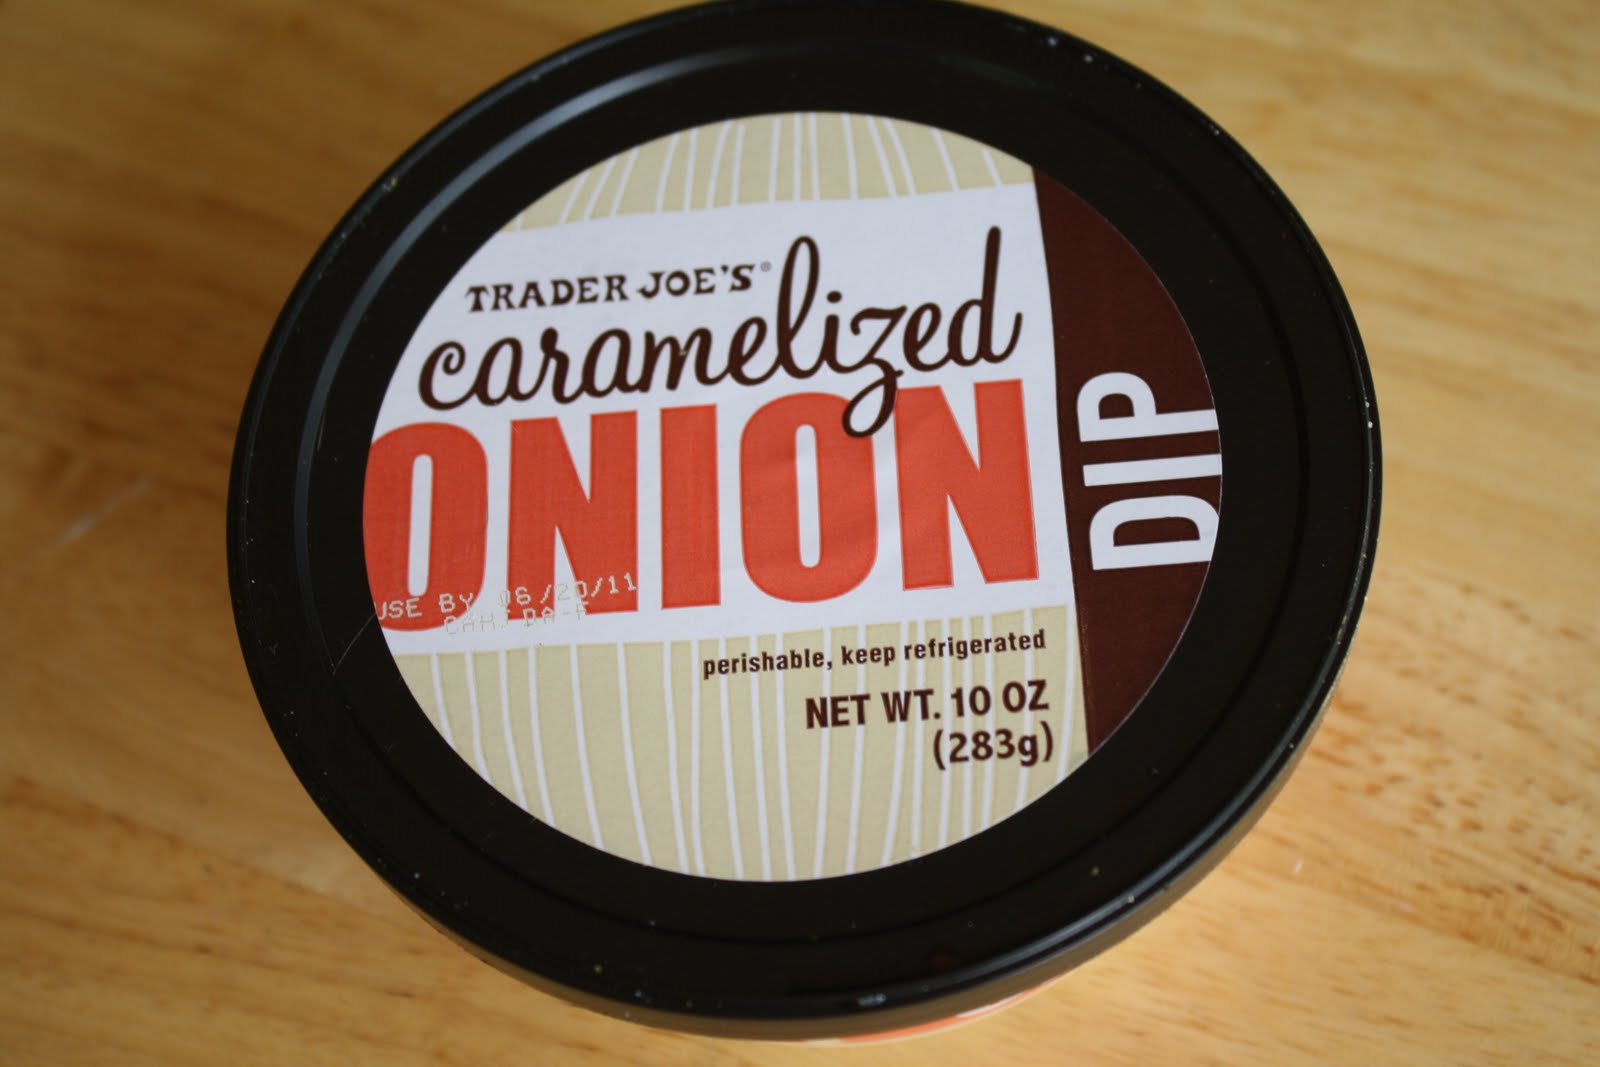 TRADER JOE'S®
caramelized
ONION
DIP
USE BY 06/20/11
perishable, keep refrigerated
NET WT. 10 OZ
(283g)